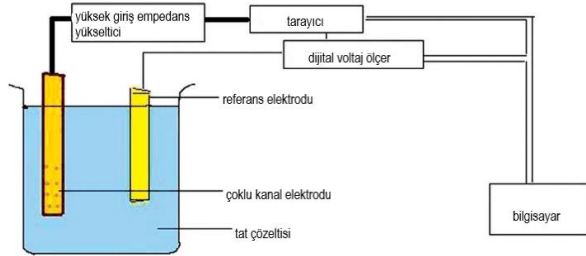 yüksek giriş empedans
yükseltici
tarayıcı
dijital voltaj ölçer
referans elektrodu
çoklu kanal elektrodu
bilgisayar
tat çözeltisi